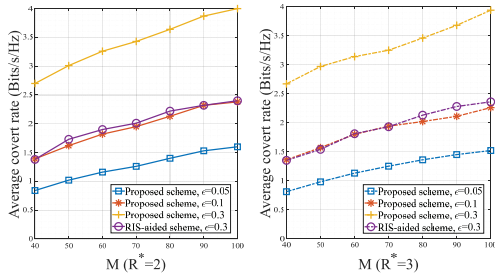 Average covert rate (Bits/s/Hz)
4
3.5
3
2.5
2
1.5
1
0.5
0
40 50 60 70 80 90 100
M (R*=2)
Proposed scheme, ϵ=0.05
Proposed scheme, ϵ=0.1
Proposed scheme, ϵ=0.3
RIS-aided scheme, ϵ=0.3
Average covert rate (Bits/s/Hz)
4
3.5
3
2.5
2
1.5
1
0.5
0
40 50 60 70 80 90 100
M (R*=3)
Proposed scheme, ϵ=0.05
Proposed scheme, ϵ=0.1
Proposed scheme, ϵ=0.3
RIS-aided scheme, ϵ=0.3